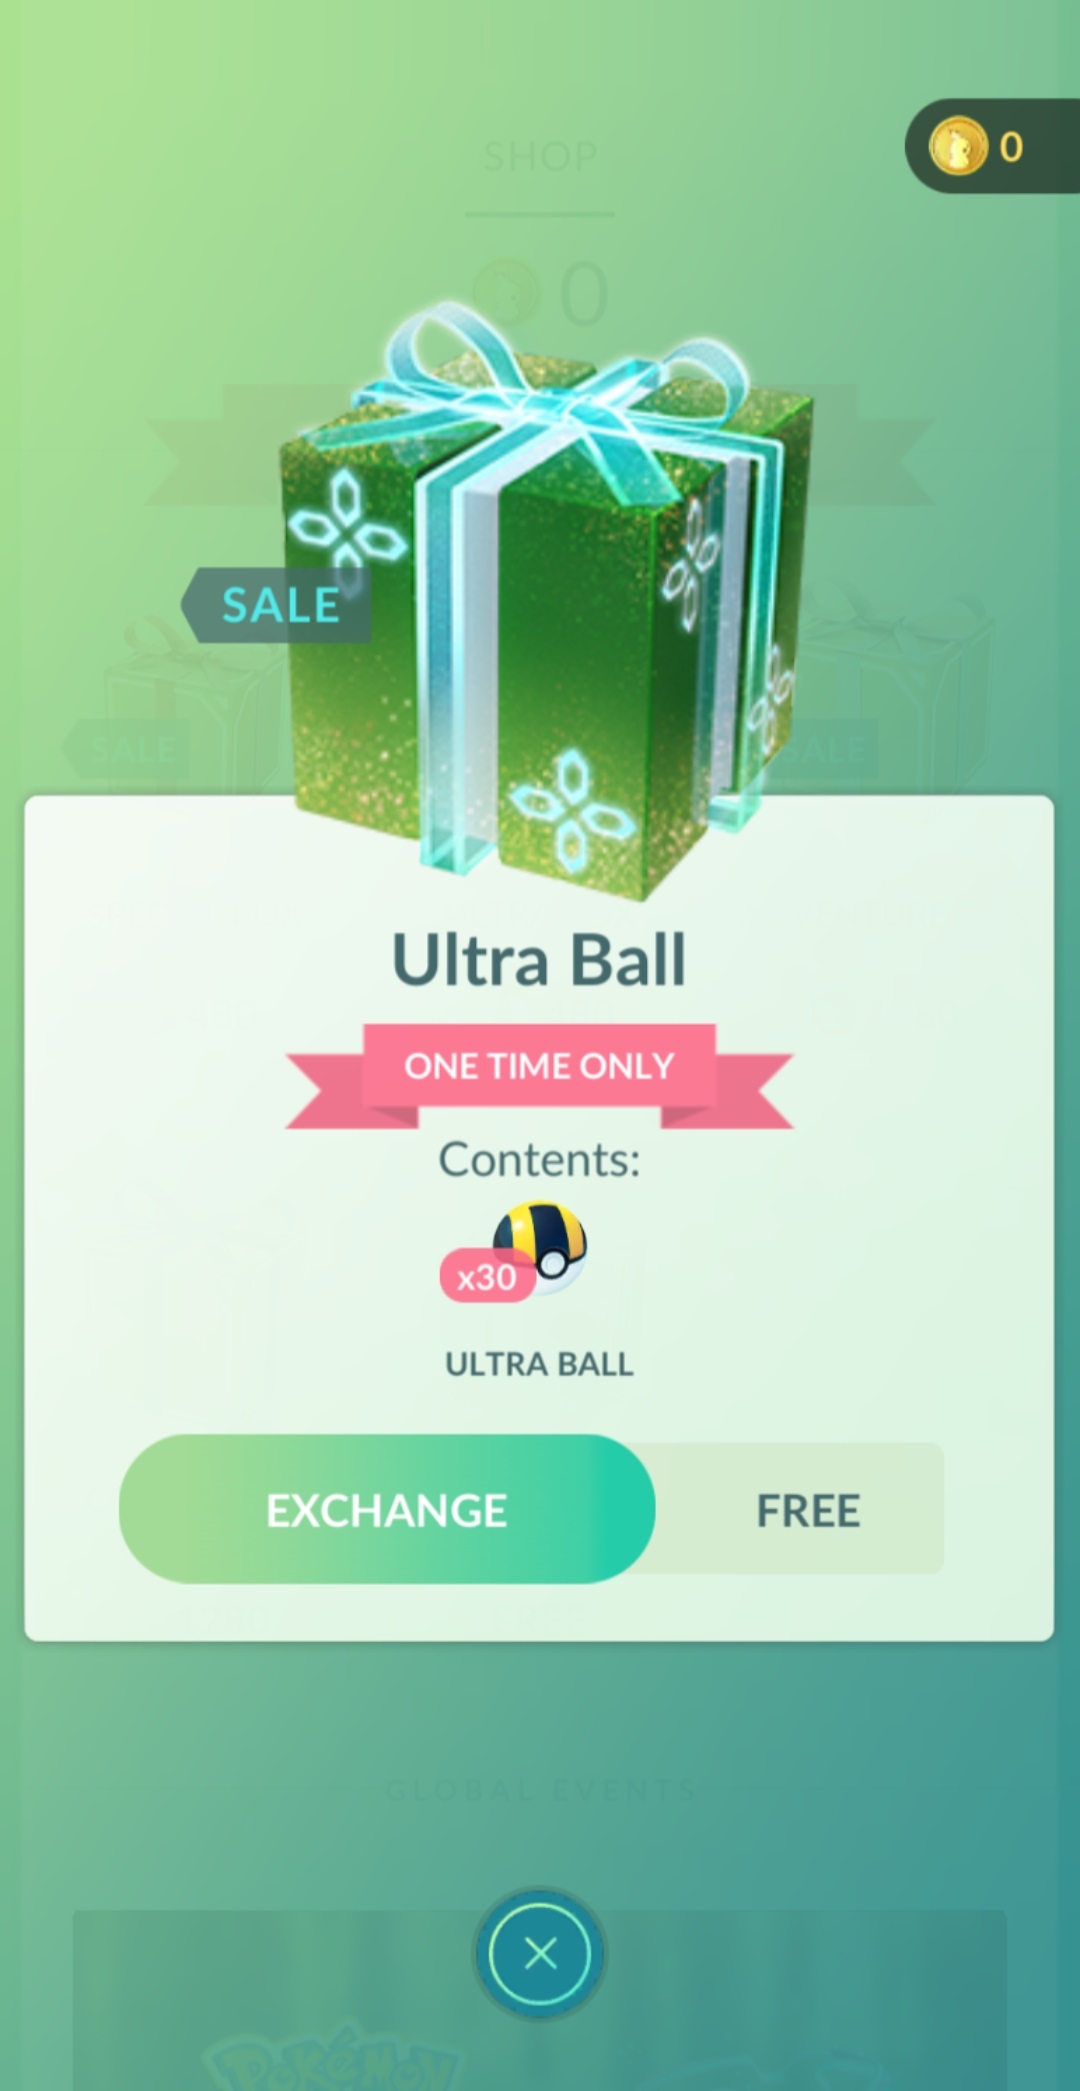 0
SHOP
0
SALE
SALE
SALE
Ultra Ball
ONE TIME ONLY
Contents:
x30
ULTRA BALL
EXCHANGE
FREE
GLOBAL EVENTS
POKéMON